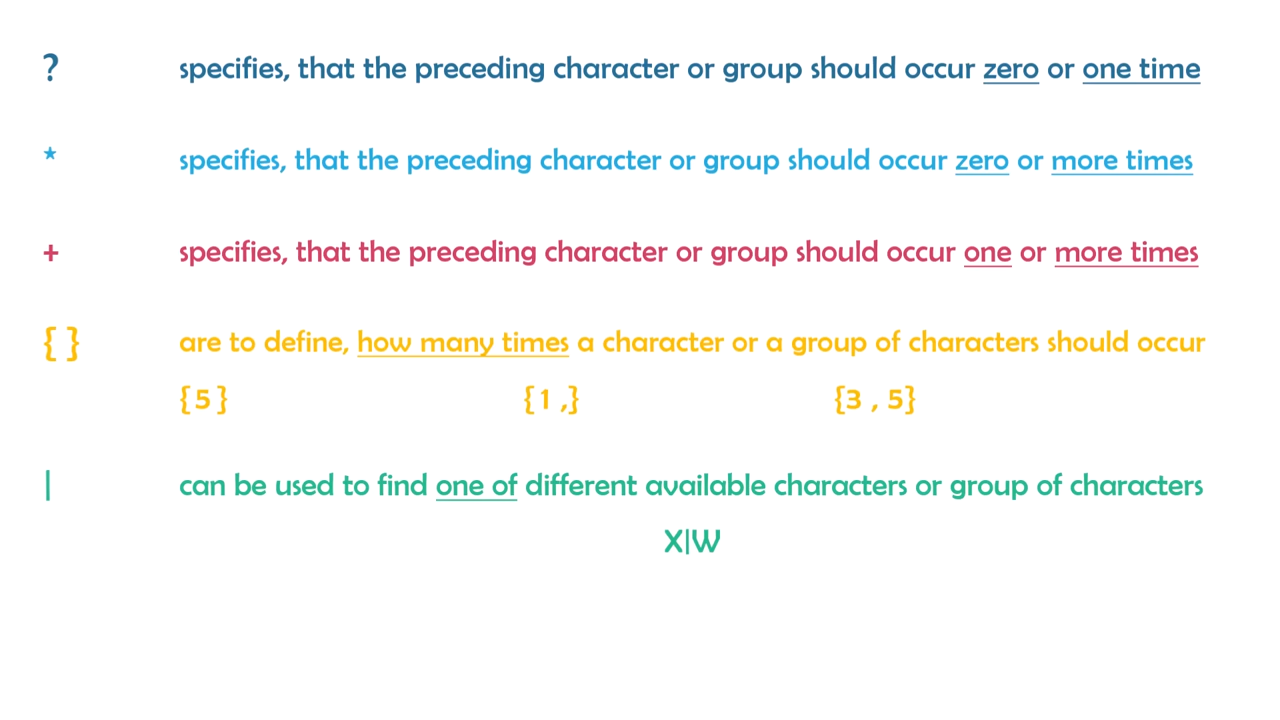 ? specifies, that the preceding character or group should occur zero or one time
* specifies, that the preceding character or group should occur zero or more times
+ specifies, that the preceding character or group should occur one or more times
{ } are to define, how many times a character or a group of characters should occur
{ 5 } {1 ,} {3 , 5}
| can be used to find one of different available characters or group of characters
X|W